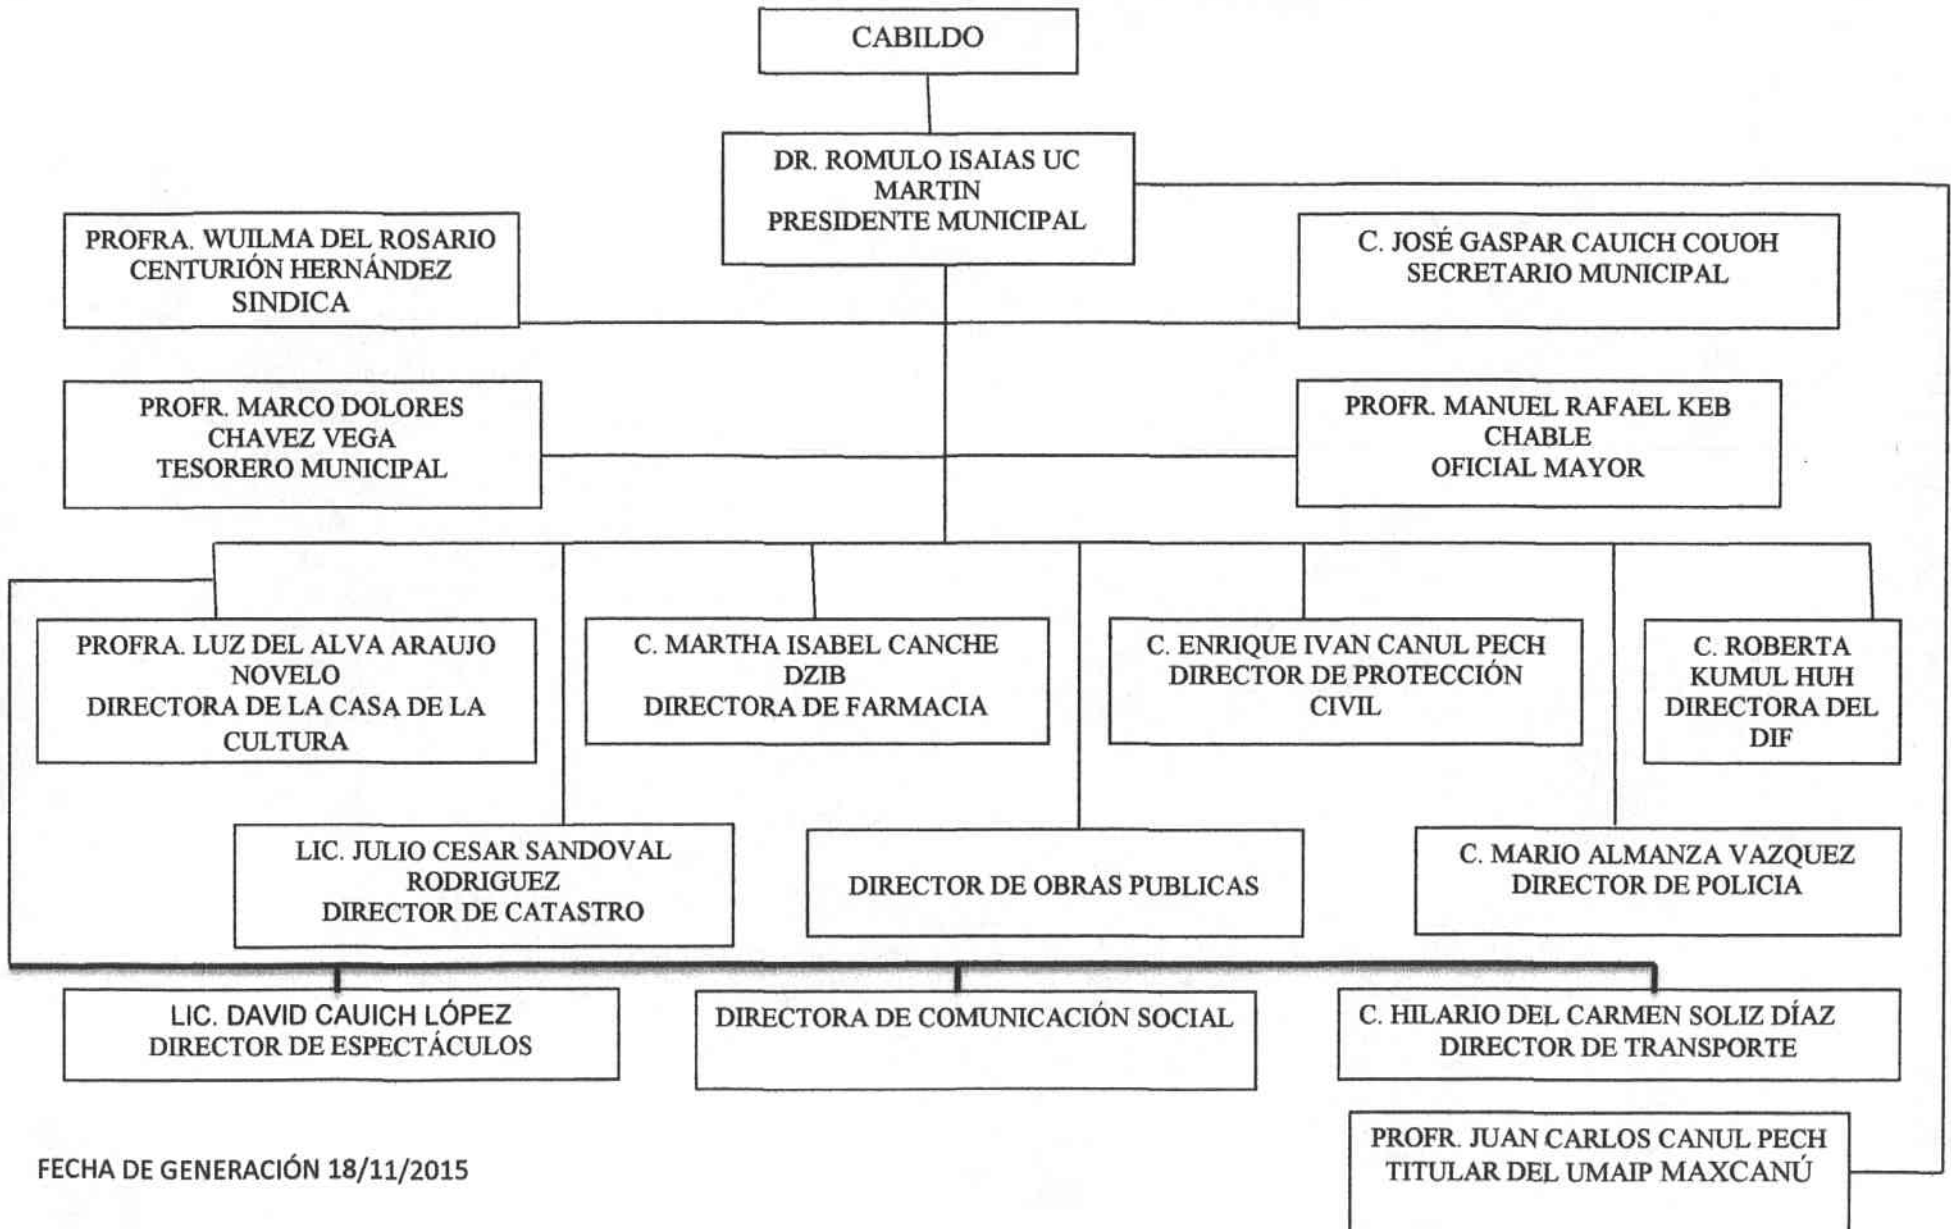 CABILDO
DR. ROMULO ISAIAS UC
MARTIN
PRESIDENTE MUNICIPAL
PROFRA. WUILMA DEL ROSARIO
CENTURIÓN HERNÁNDEZ
SINDICA
C. JOSÉ GASPAR CAUICH COUOH
SECRETARIO MUNICIPAL
PROFR. MARCO DOLORES
CHAVEZ VEGA
TESORERO MUNICIPAL
PROFR. MANUEL RAFAEL KEB
CHABLE
OFICIAL MAYOR
PROFRA. LUZ DEL ALVA ARAUJO
NOVELO
DIRECTORA DE LA CASA DE LA
CULTURA
C. MARTHA ISABEL CANCHE
DZIB
DIRECTORA DE FARMACIA
C. ENRIQUE IVAN CANUL PECH
DIRECTOR DE PROTECCIÓN
CIVIL
C. ROBERTA
KUMUL HUH
DIRECTORA DEL
DIF
LIC. JULIO CESAR SANDOVAL
RODRIGUEZ
DIRECTOR DE CATASTRO
DIRECTOR DE OBRAS PUBLICAS
C. MARIO ALMANZA VAZQUEZ
DIRECTOR DE POLICIA
LIC. DAVID CAUICH LÓPEZ
DIRECTOR DE ESPECTÁCULOS
DIRECTORA DE COMUNICACIÓN SOCIAL
C. HILARIO DEL CARMEN SOLIZ DÍAZ
DIRECTOR DE TRANSPORTE
PROFR. JUAN CARLOS CANUL PECH
TITULAR DEL UMAIP MAXCANÚ
FECHA DE GENERACIÓN 18/11/2015